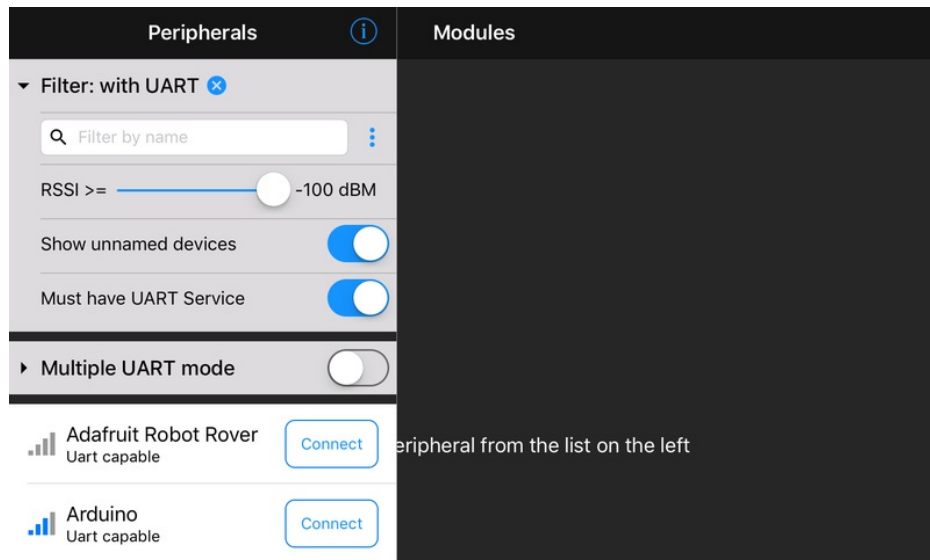 Peripherals
Modules
Filter: with UART
Filter by name
RSSI >= -100 dBM
Show unnamed devices
Must have UART Service
Multiple UART mode
Adafruit Robot Rover
Uart capable
Connect
eripheral from the list on the left
Arduino
Uart capable
Connect